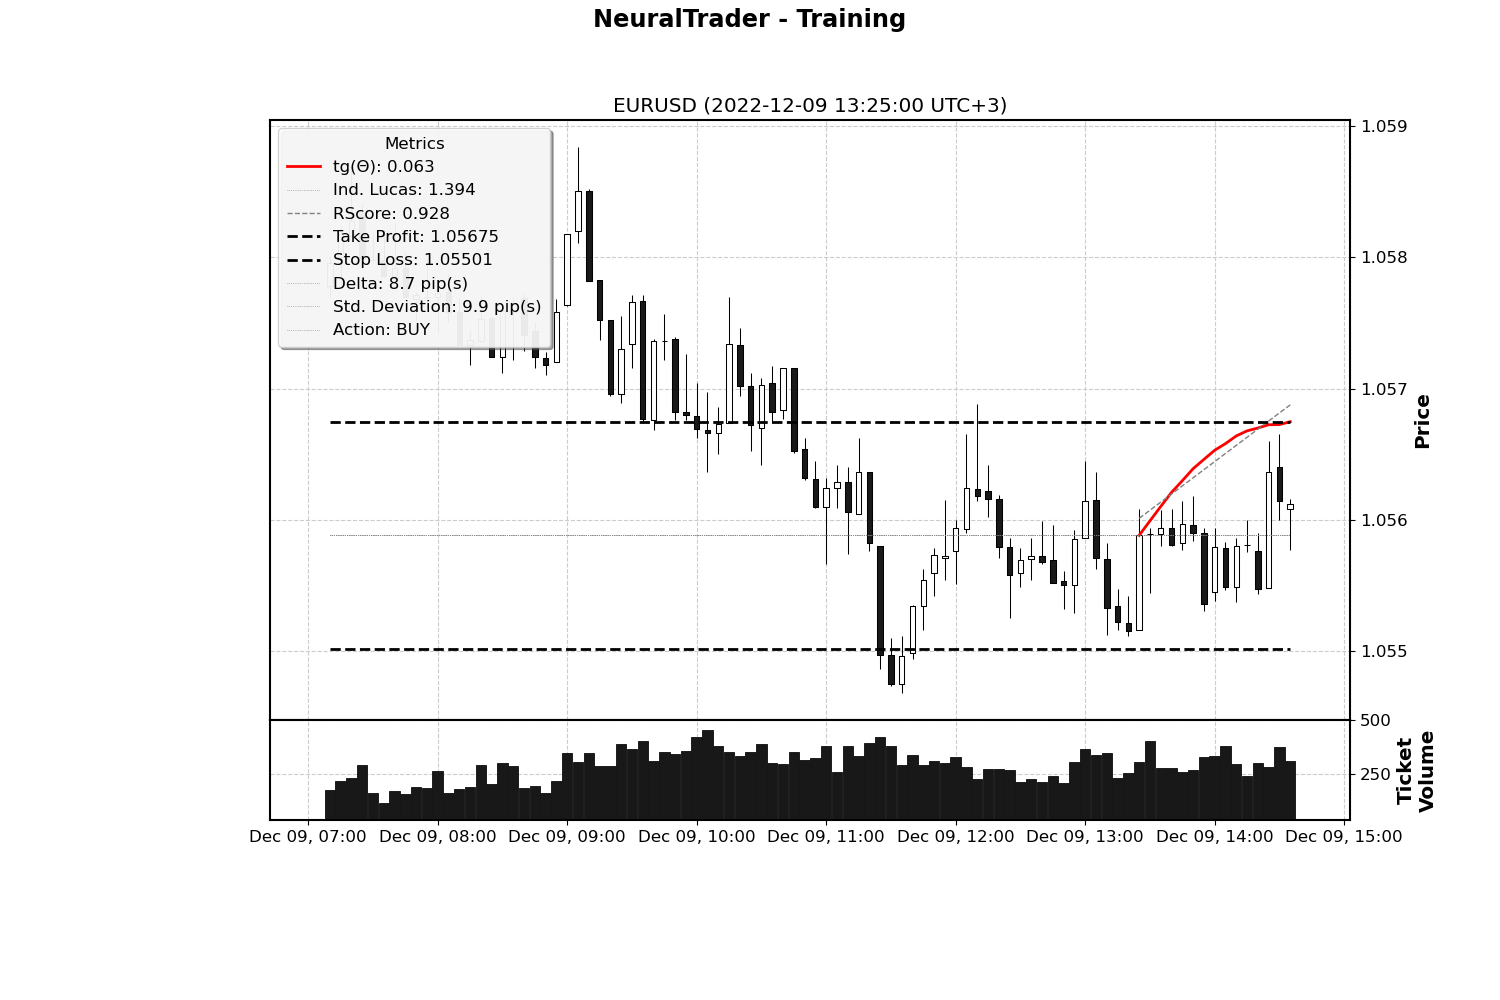 NeuralTrader - Training
EURUSD (2022-12-09 13:25:00 UTC+3)
Metrics
tg(Θ): 0.063
Ind. Lucas: 1.394
RScore: 0.928
Take Profit: 1.05675
Stop Loss: 1.05501
Delta: 8.7 pip(s)
Std. Deviation: 9.9 pip(s)
Action: BUY
1.059
1.058
1.057
1.056
1.055
Price
500
250
Ticket
Volume
Dec 09, 07:00
Dec 09, 08:00
Dec 09, 09:00
Dec 09, 10:00
Dec 09, 11:00
Dec 09, 12:00
Dec 09, 13:00
Dec 09, 14:00
Dec 09, 15:00